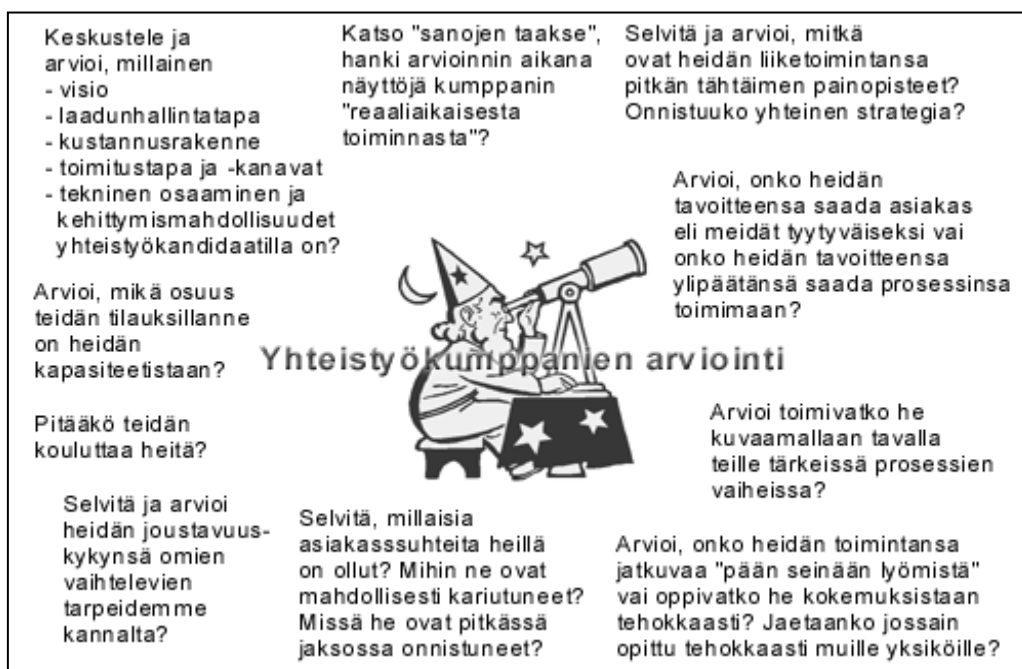 Keskustele ja
arvioi, millainen
- visio
- laadunhallintatapa
- kustannusrakenne
- toimitustapa ja -kanavat
- tekninen osaaminen ja
kehittymismahdollisuudet
yhteistyökandidaatilla on?
Katso "sanojen taakse",
hanki arvioinnin aikana
näyttöjä kumppanin
"reaaliaikaisesta
toiminnasta"?
Selvitä ja arvioi, mitkä
ovat heidän liiketoimintansa
pitkän tähtäimen painopisteet?
Onnistuuko yhteinen strategia?
Arvioi, onko heidän
tavoitteensa saada asiakas
eli meidät tyytyväiseksi vai
onko heidän tavoitteensa
ylipäätänsä saada prosessinsa
toimimaan?
Arvioi, mikä osuus
teidän tilauksillanne
on heidän
kapasiteetistaan?
Yhteistyökumppanien arviointi
Pitääkö teidän
kouluttaa heitä?
Arvioi toimivatko he
kuvaamallaan tavalla
teille tärkeissä prosessien
vaiheissa?
Selvitä ja arvioi
heidän joustavuus-
kykynsä omien
vaihtelevien
tarpeidemme
kannalta?
Selvitä, millaisia
asiakasssuhteita heillä
on ollut? Mihin ne ovat
mahdollisesti kariutuneet?
Missä he ovat pitkässä
jaksossa onnistuneet?
Arvioi, onko heidän toimintansa
jatkuvaa "pään seinään lyömistä"
vai oppivatko he kokemuksistaan
tehokkaasti? Jaetaanko jossain
opittu tehokkaasti muille yksiköille?